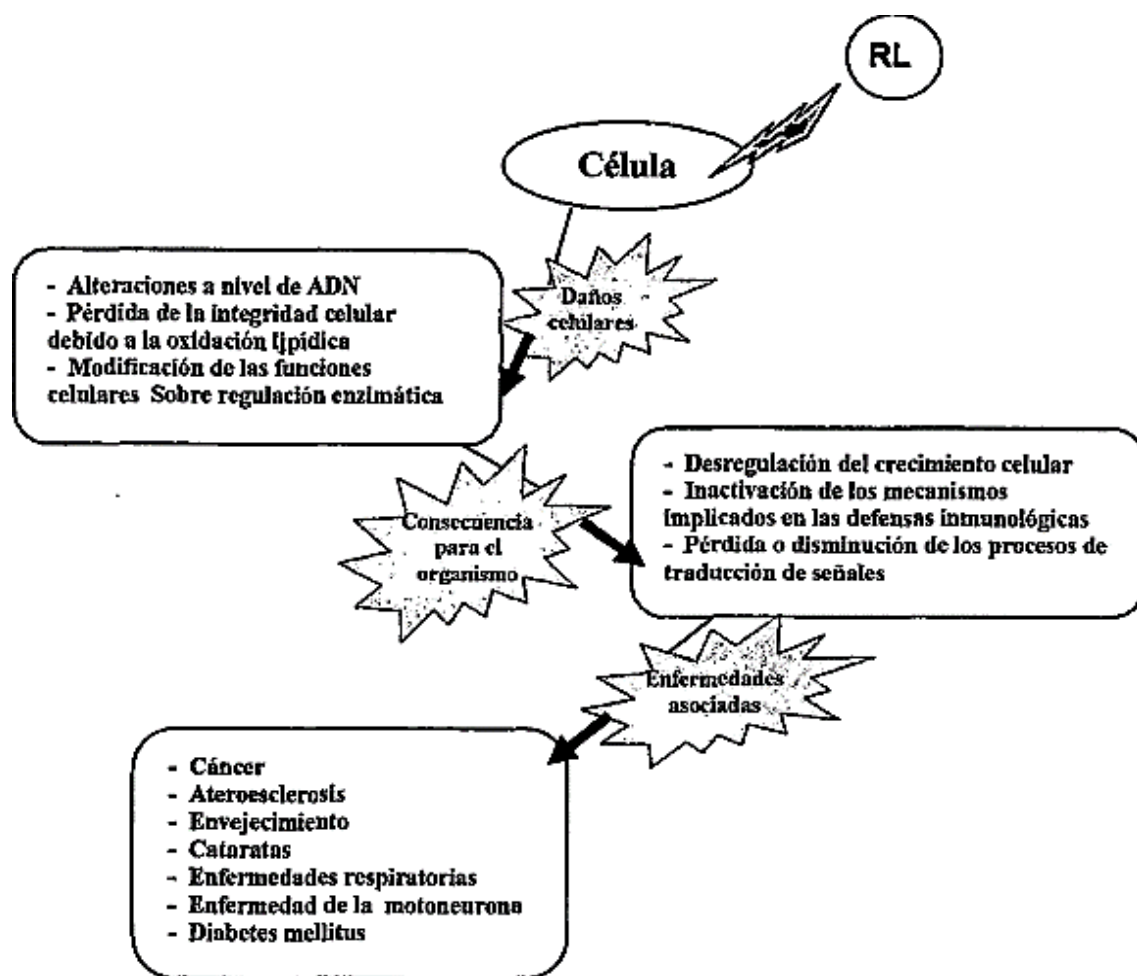 RL
Célula
Daños
celulares
- Alteraciones a nivel de ADN
- Pérdida de la integridad celular
debido a la oxidación lipídica
- Modificación de las funciones
celulares Sobre regulación enzimática
Consecuencia
para el
organismo
- Desregulación del crecimiento celular
- Inactivación de los mecanismos
implicados en las defensas inmunológicas
- Pérdida o disminución de los procesos de
traducción de señales
Enfermedades
asociadas
- Cáncer
- Ateroesclerosis
- Envejecimiento
- Cataratas
- Enfermedades respiratorias
- Enfermedad de la motoneurona
- Diabetes mellitus